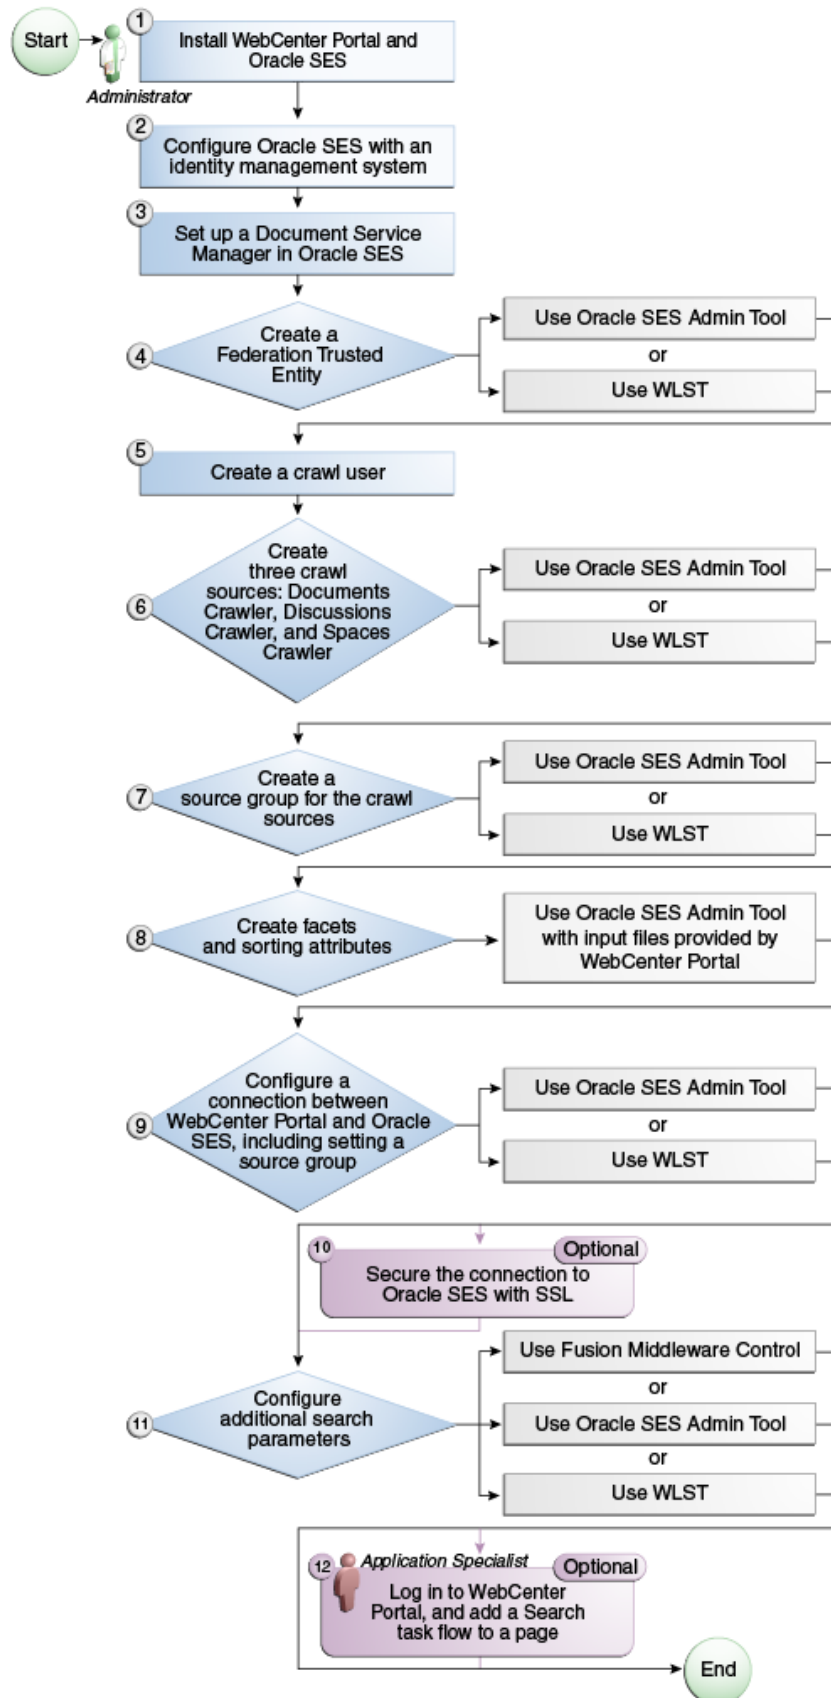 Start
1
Install WebCenter Portal and
Oracle SES
Administrator
2
Configure Oracle SES with an
identity management system
3
Set up a Document Service
Manager in Oracle SES
4
Create a
Federation Trusted
Entity
Use Oracle SES Admin Tool
or
Use WLST
5
Create a crawl user
6
Create
three crawl
sources: Documents
Crawler, Discussions
Crawler, and Spaces
Crawler
Use Oracle SES Admin Tool
or
Use WLST
7
Create a
source group for the crawl
sources
Use Oracle SES Admin Tool
or
Use WLST
8
Create facets
and sorting attributes
Use Oracle SES Admin Tool
with input files provided by
WebCenter Portal
9
Configure a
connection between
WebCenter Portal and Oracle
SES, including setting a
source group
Use Oracle SES Admin Tool
or
Use WLST
10
Optional
Secure the connection to
Oracle SES with SSL
11
Configure
additional search
parameters
Use Fusion Middleware Control
or
Use Oracle SES Admin Tool
or
Use WLST
12
Application Specialist
Optional
Log in to WebCenter
Portal, and add a Search
task flow to a page
End